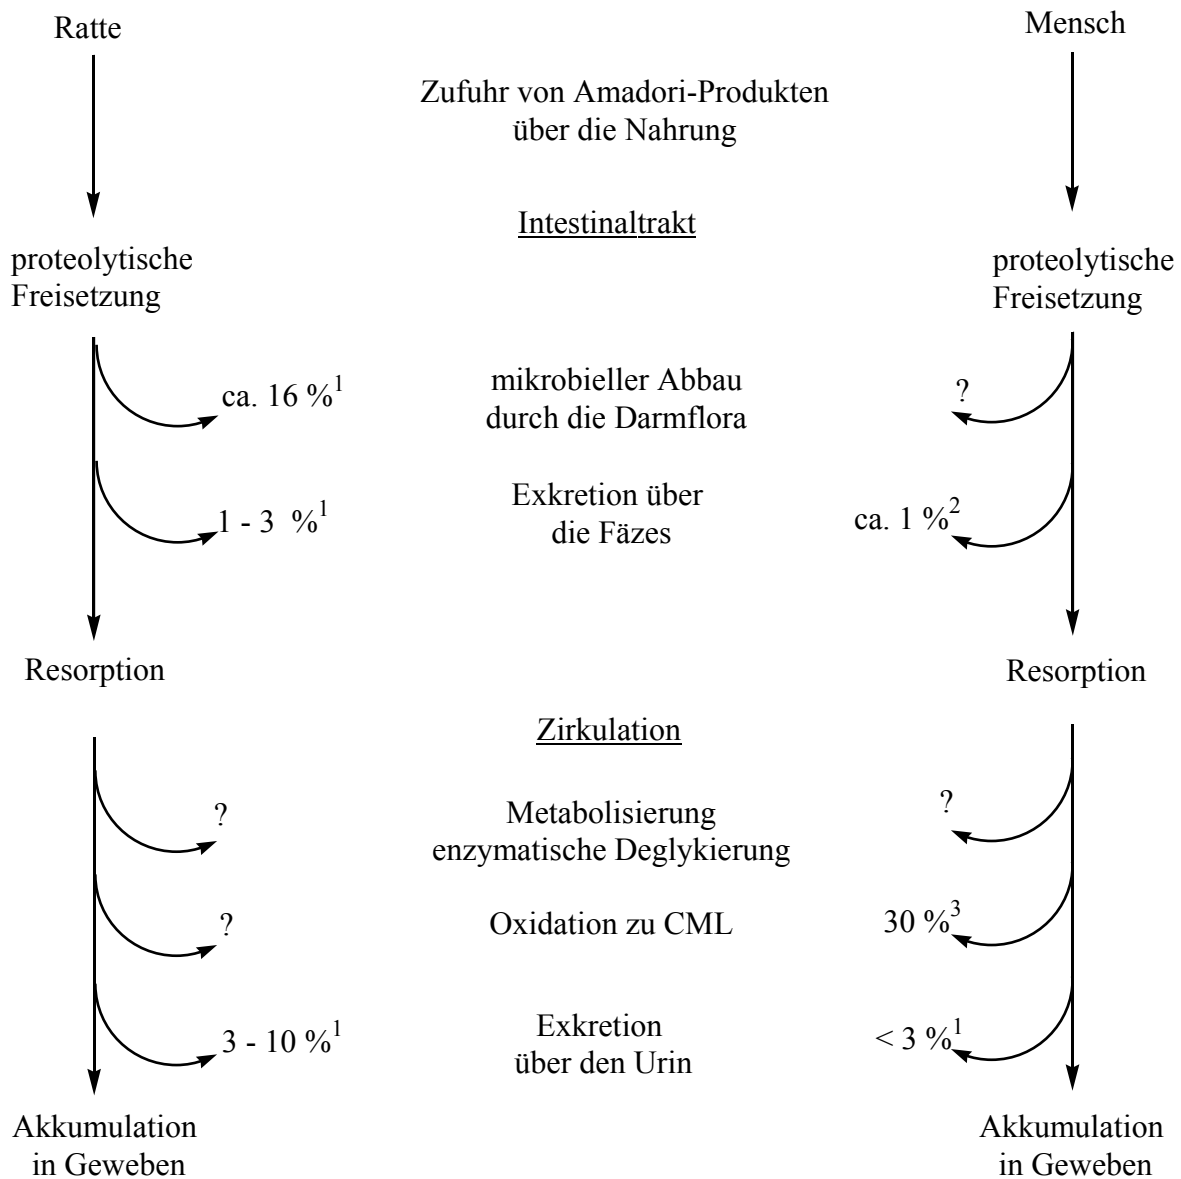 Ratte
Mensch
Zufuhr von Amadori-Produkten
über die Nahrung
Intestinaltrakt
proteolytische
Freisetzung
proteolytische
Freisetzung
ca. 16 %¹
mikrobieller Abbau
durch die Darmflora
?
1 - 3 %¹
Exkretion über
die Fäzes
ca. 1 %²
Resorption
Resorption
Zirkulation
?
Metabolisierung
enzymatische Deglykierung
?
?
Oxidation zu CML
30 %³
3 - 10 %¹
Exkretion
über den Urin
< 3 %¹
Akkumulation
in Geweben
Akkumulation
in Geweben